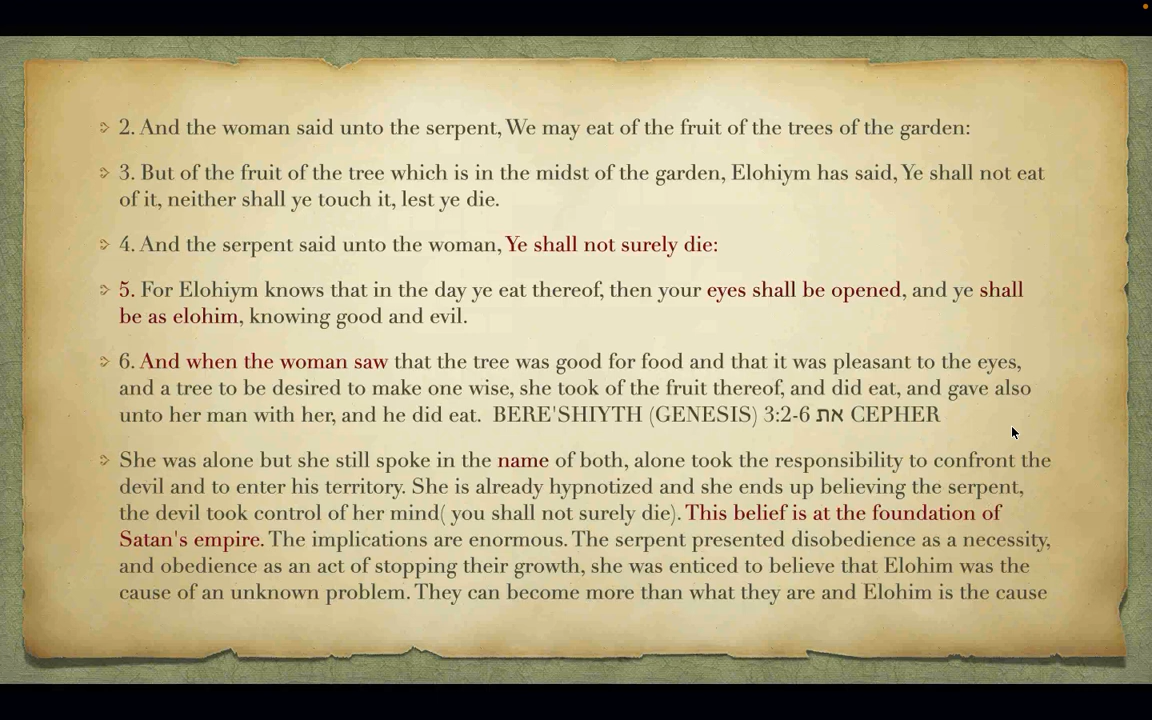 2. And the woman said unto the serpent, We may eat of the fruit of the trees of the garden:
3. But of the fruit of the tree which is in the midst of the garden, Elohiym has said, Ye shall not eat
of it, neither shall ye touch it, lest ye die.
4. And the serpent said unto the woman, Ye shall not surely die:
5. For Elohiym knows that in the day ye eat thereof, then your eyes shall be opened, and ye shall
be as elohim, knowing good and evil.
6. And when the woman saw that the tree was good for food and that it was pleasant to the eyes,
and a tree to be desired to make one wise, she took of the fruit thereof, and did eat, and gave also
unto her man with her, and he did eat. BERE'SHIYTH (GENESIS) 3:2-6 את CEPHER
She was alone but she still spoke in the name of both, alone took the responsibility to confront the
devil and to enter his territory. She is already hypnotized and she ends up believing the serpent,
the devil took control of her mind( you shall not surely die). This belief is at the foundation of
Satan's empire. The implications are enormous. The serpent presented disobedience as a necessity,
and obedience as an act of stopping their growth, she was enticed to believe that Elohim was the
cause of an unknown problem. They can become more than what they are and Elohim is the cause